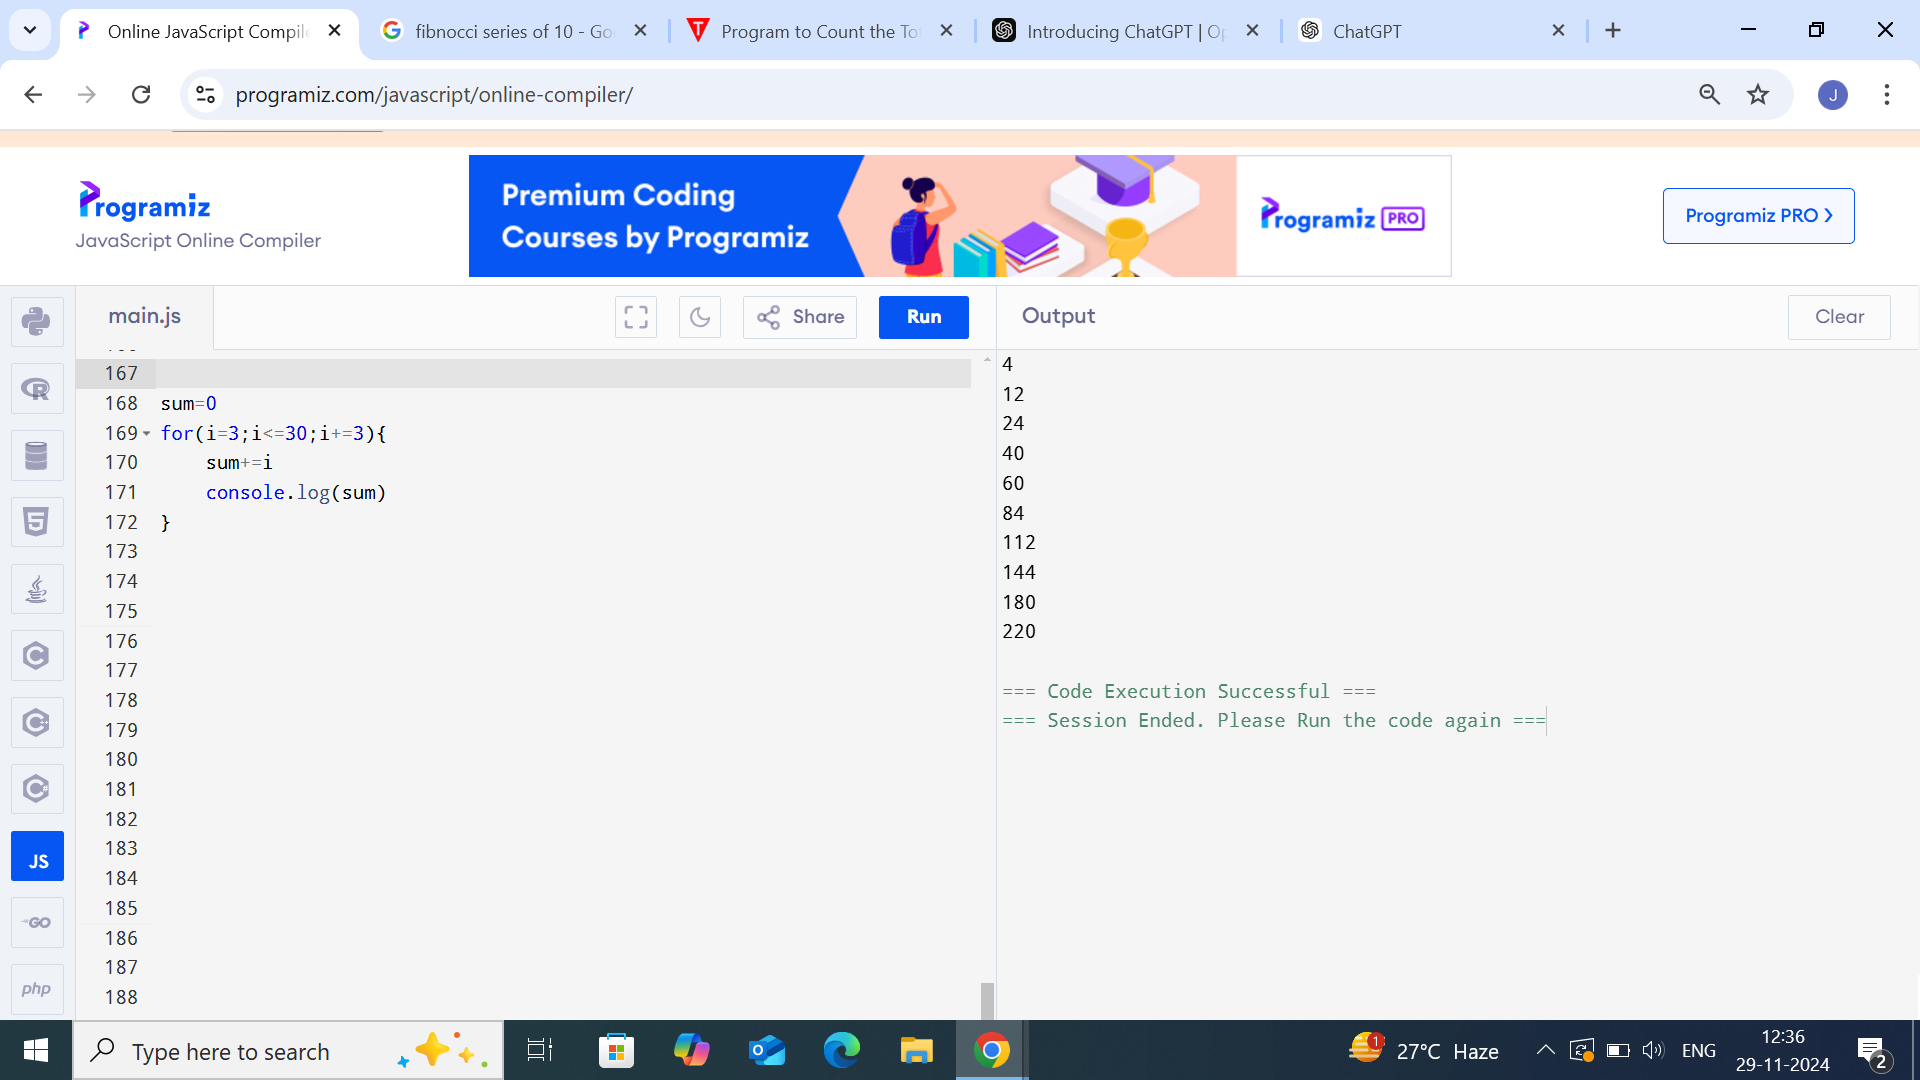 Online JavaScript Compile
fibnocci series of 10 - Go
Program to Count the To
Introducing ChatGPT | Op
ChatGPT
programiz.com/javascript/online-compiler/
J
Programiz
JavaScript Online Compiler
Premium Coding
Courses by Programiz
Programiz PRO
Programiz PRO
main.js
Share
Run
Output
Clear
167
168 sum=0
169 for(i=3;i<=30;i+=3){
170 sum+=i
171 console.log(sum)
172 }
173
174
175
176
177
178
179
180
181
182
183
184
185
186
187
188
4
12
24
40
60
84
112
144
180
220
=== Code Execution Successful ===
=== Session Ended. Please Run the code again ===
JS
GO
php
Type here to search
1
27°C Haze
ENG
12:36
29-11-2024
2